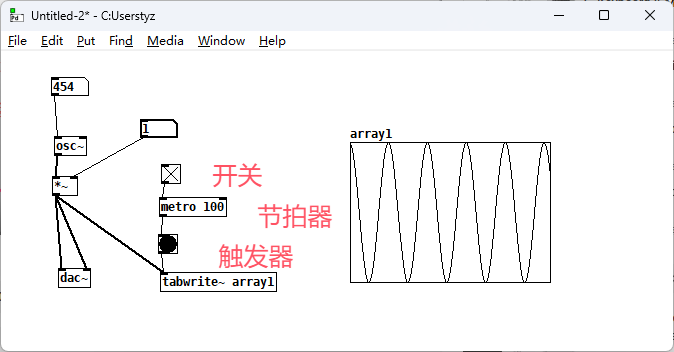 Untitled-2* - C:Userstyz
File Edit Put Find Media Window Help
454
1
osc~
*~
开关
metro 100
节拍器
触发器
dac~
tabwrite~ array1
array1